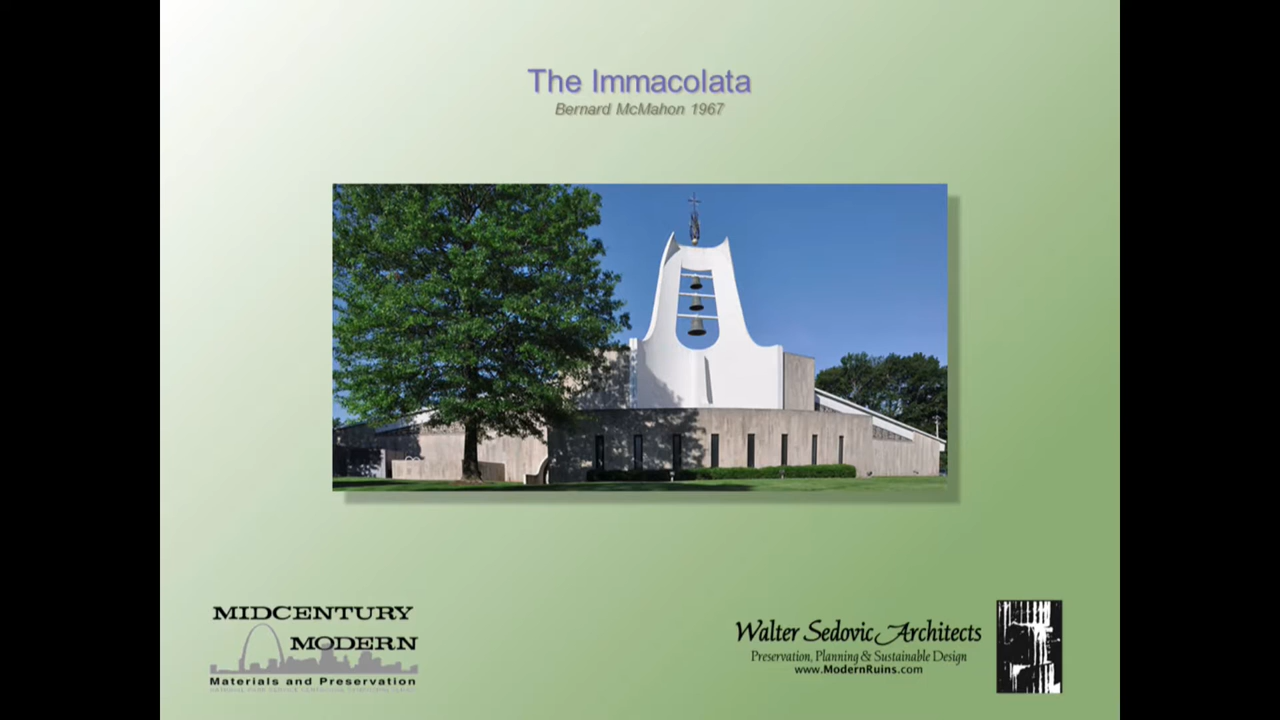 The Immacolata
Bernard McMahon 1967
MIDCENTURY
MODERN
Materials and Preservation
Walter Sedovic Architects
Preservation, Planning & Sustainable Design
www.ModernRuins.com